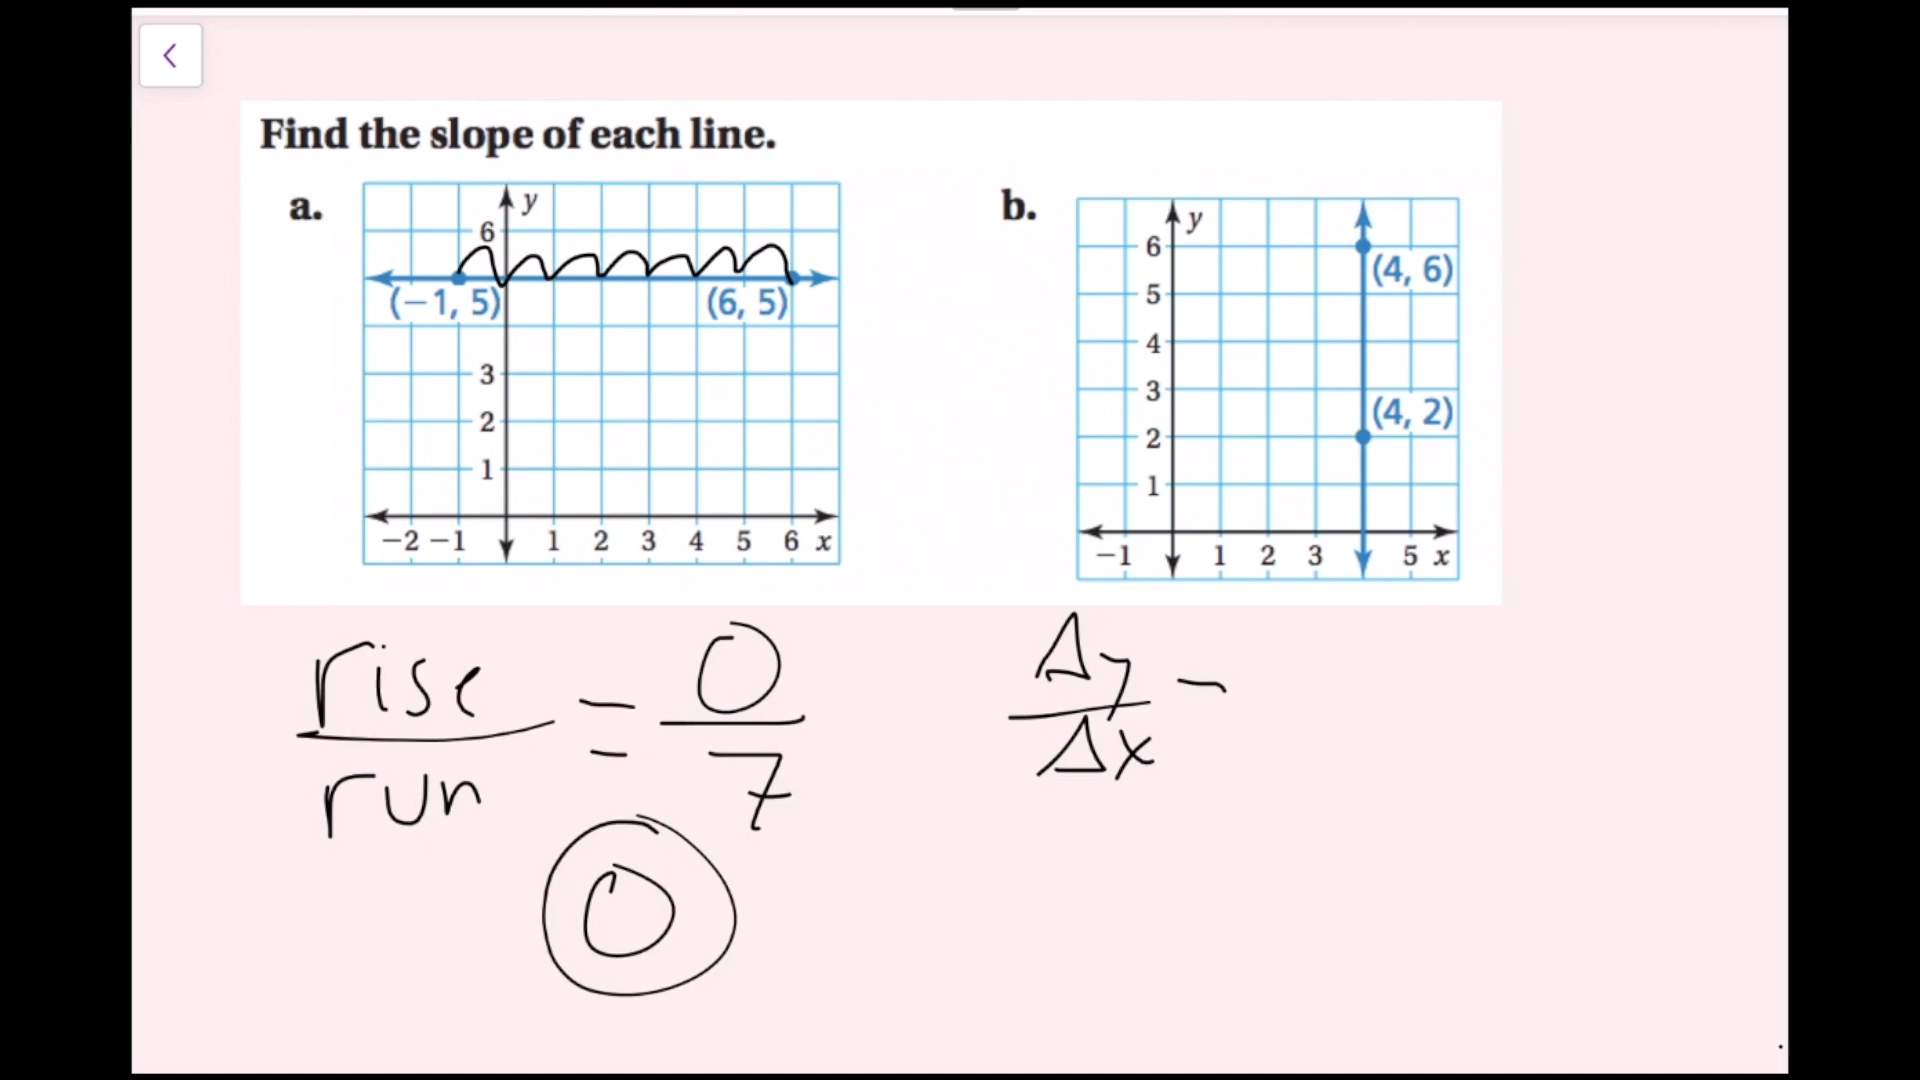 Find the slope of each line.
a.
y
6
(−1, 5)
(6, 5)
3
2
1
−2 −1 1 2 3 4 5 6 x
b.
y
6
(4, 6)
5
4
3
(4, 2)
2
1
−1 1 2 3 5 x
rise
run
=
0
7
0
Δy
Δx
−